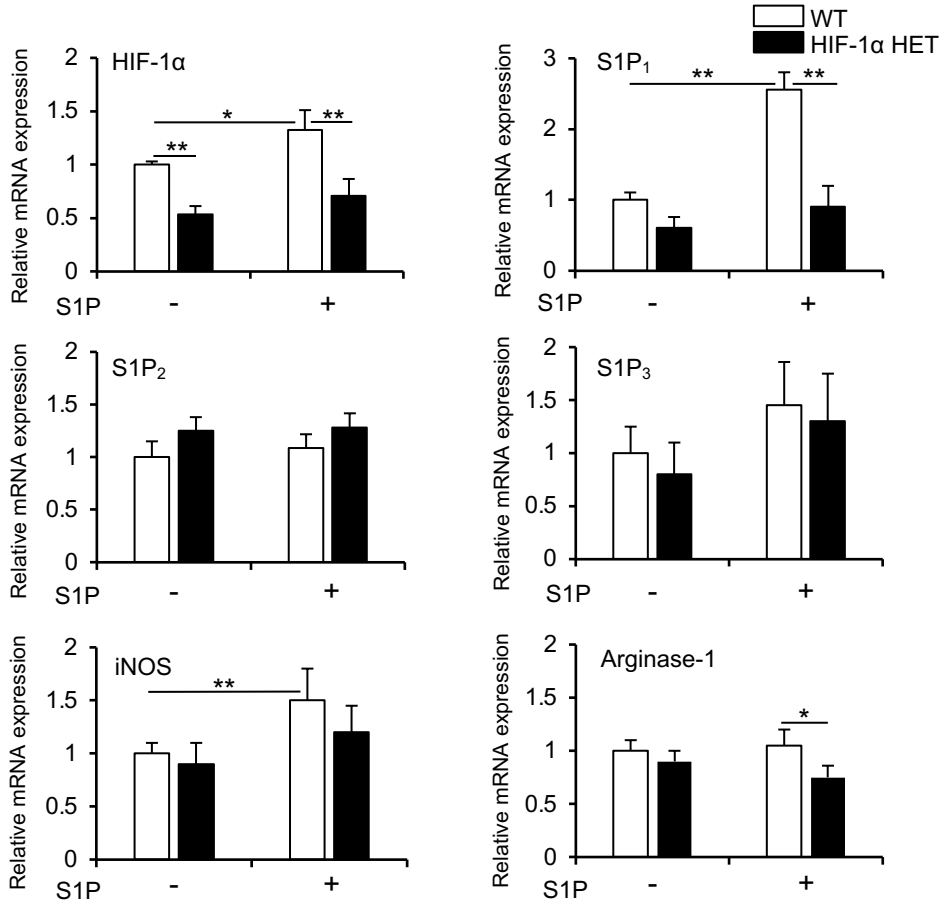 WT
HIF-1α HET
Relative mRNA expression
HIF-1α
2
1.5
1
0.5
0
*
**
**
S1P - +
Relative mRNA expression
S1P₁
3
2
1
0
**
**
S1P - +
Relative mRNA expression
S1P₂
2
1.5
1
0.5
0
S1P - +
Relative mRNA expression
S1P₃
2
1.5
1
0.5
0
S1P - +
Relative mRNA expression
iNOS
2
1.5
1
0.5
0
**
S1P - +
Relative mRNA expression
Arginase-1
2
1.5
1
0.5
0
*
S1P - +